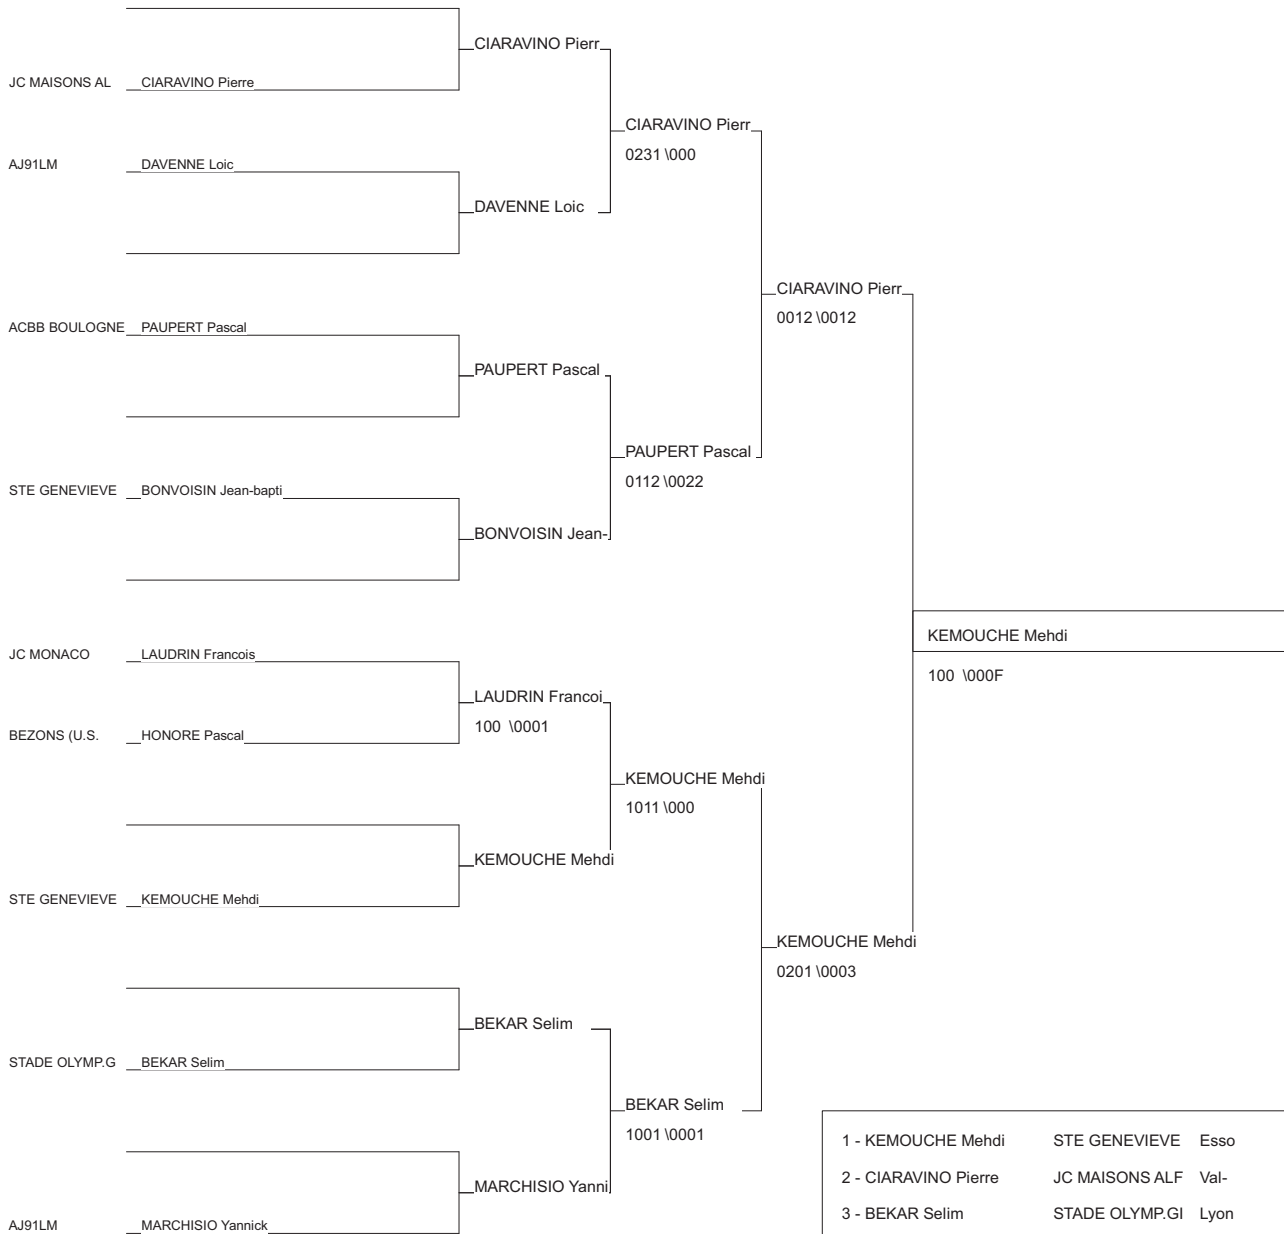 CIARAVINO Pierr
JC MAISONS AL CIARAVINO Pierre
CIARAVINO Pierr
0231 \000
AJ91LM DAVENNE Loic
DAVENNE Loic
CIARAVINO Pierr
0012 \0012
ACBB BOULOGNE PAUPERT Pascal
PAUPERT Pascal
PAUPERT Pascal
0112 \0022
STE GENEVIEVE BONVOISIN Jean-bapti
BONVOISIN Jean-
KEMOUCHE Mehdi
100 \000F
JC MONACO LAUDRIN Francois
LAUDRIN Francoi
100 \0001
BEZONS (U.S. HONORE Pascal
KEMOUCHE Mehdi
1011 \000
KEMOUCHE Mehdi
STE GENEVIEVE KEMOUCHE Mehdi
KEMOUCHE Mehdi
0201 \0003
BEKAR Selim
STADE OLYMP.G BEKAR Selim
BEKAR Selim
1001 \0001
MARCHISIO Yanni
AJ91LM MARCHISIO Yannick
1 - KEMOUCHE Mehdi STE GENEVIEVE Esso
2 - CIARAVINO Pierre JC MAISONS ALF Val-
3 - BEKAR Selim STADE OLYMP.GI Lyon